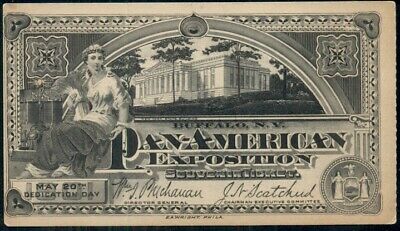 BUFFALO, N.Y.
PAN-AMERICAN
EXPOSITION
SOUVENIR TICKET.
MAY 20TH
DEDICATION DAY
Wm I Buchanan
DIRECTOR GENERAL
J. N. Scatcherd
CHAIRMAN EXECUTIVE COMMITTEE
E.A.WRIGHT, PHILA.